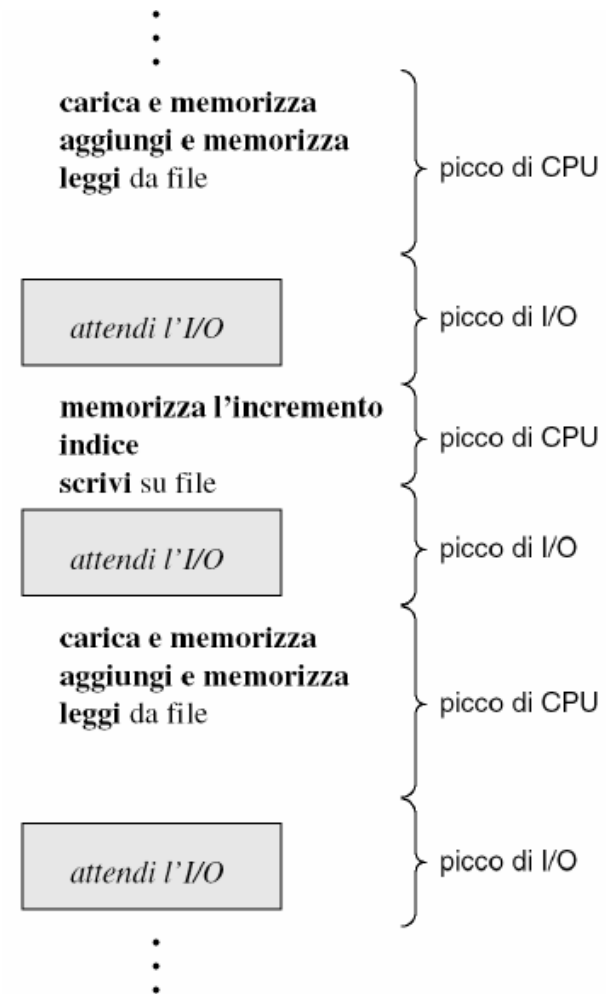 carica e memorizza
aggiungi e memorizza
leggi da file
picco di CPU
attendi l'I/O
picco di I/O
memorizza l'incremento
indice
scrivi su file
picco di CPU
attendi l'I/O
picco di I/O
carica e memorizza
aggiungi e memorizza
leggi da file
picco di CPU
attendi l'I/O
picco di I/O